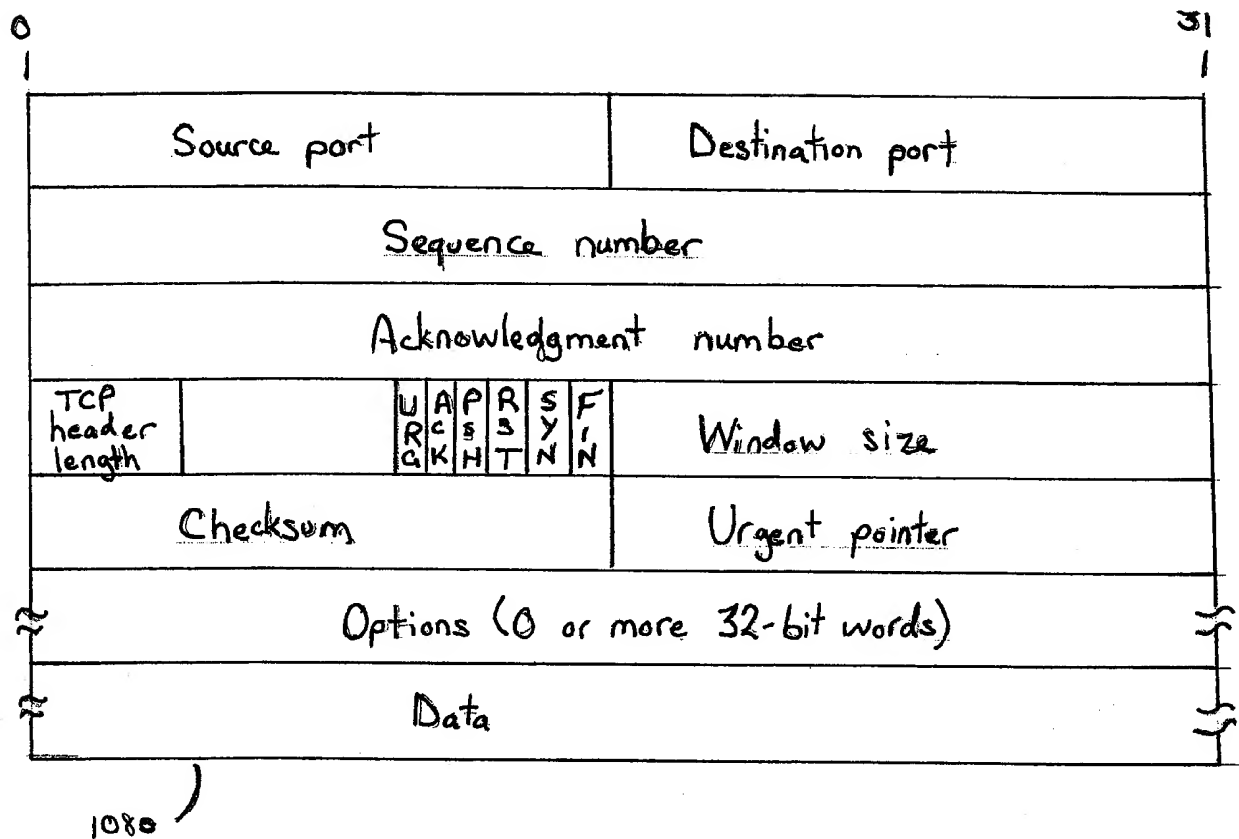 0 31
Source port Destination port
Sequence number
Acknowledgment number
TCP header length URG ACK PSH RST SYN FIN Window size
Checksum Urgent pointer
Options (0 or more 32-bit words)
Data
1080